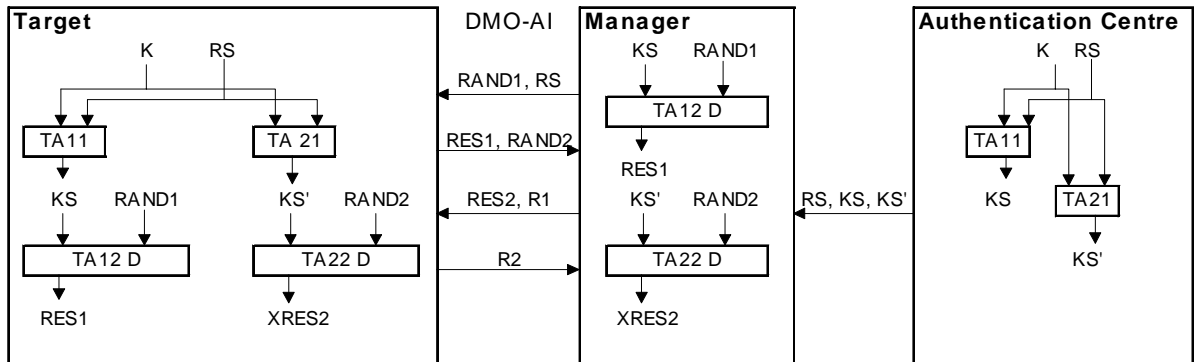 Target DMO-AI Manager Authentication Centre
K RS KS RAND1 K RS
RAND1, RS
TA12 D
TA11 TA 21 RES1, RAND2 TA11
RES1
KS RAND1 KS' RAND2 RES2, R1 KS' RAND2 RS, KS, KS' KS TA21
TA12 D TA22 D R2 TA22 D KS'
RES1 XRES2 XRES2